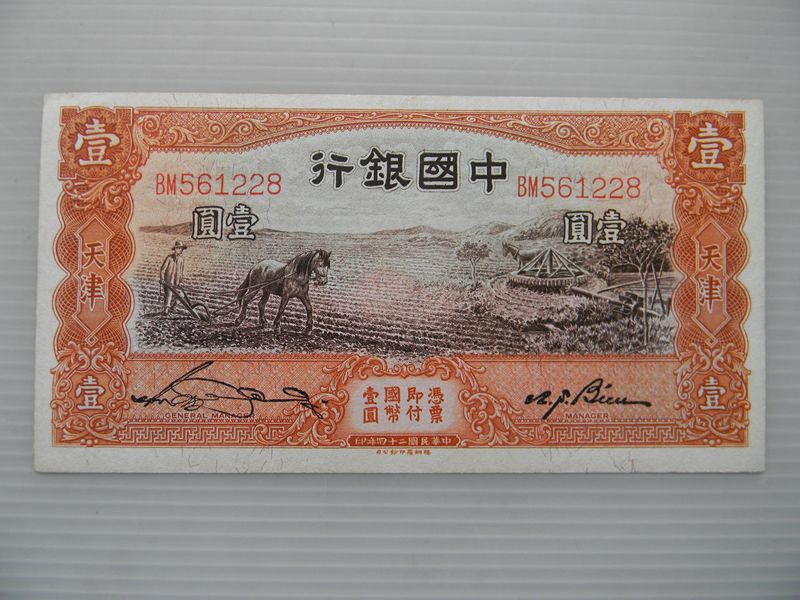 壹
壹
中國銀行
BM561228
BM561228
壹圓
壹圓
天津
天津
憑票
即付
國幣
壹圓
壹
壹
GENERAL MANAGER
MANAGER
中華民國二十四年印